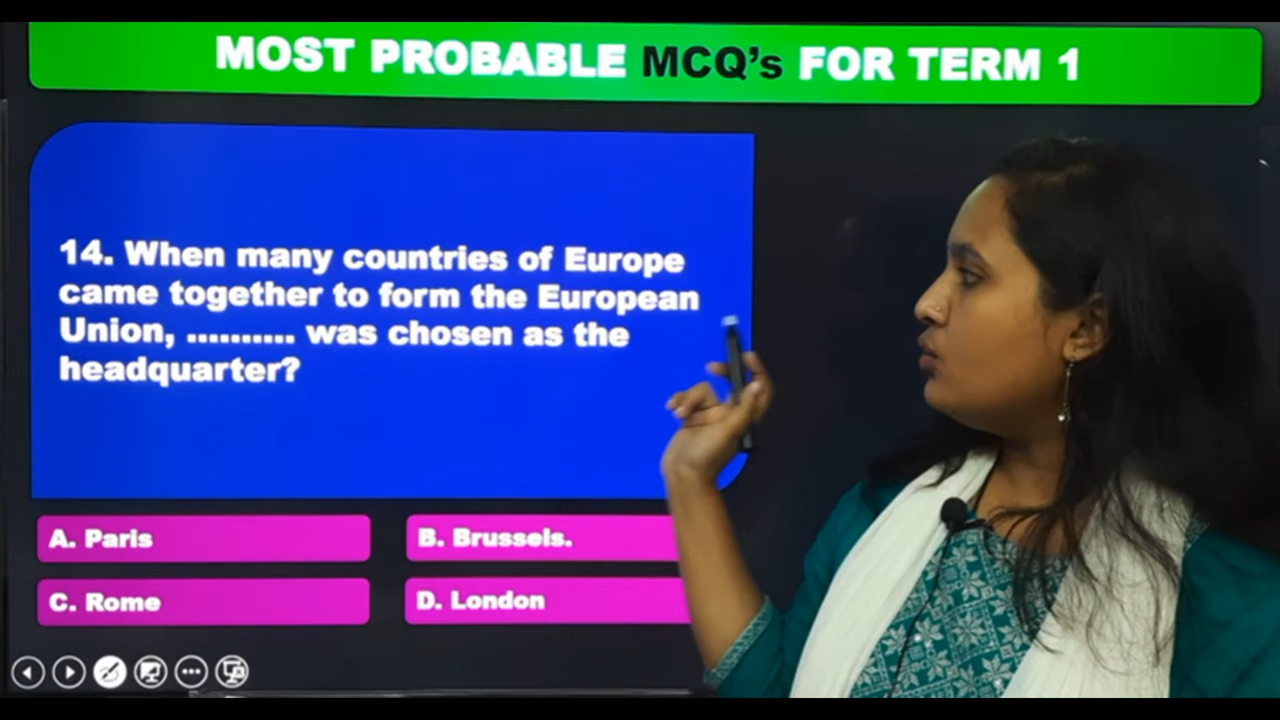 MOST PROBABLE MCQ's FOR TERM 1
14. When many countries of Europe
came together to form the European
Union, .......... was chosen as the
headquarter?
A. Paris
B. Brussels.
C. Rome
D. London